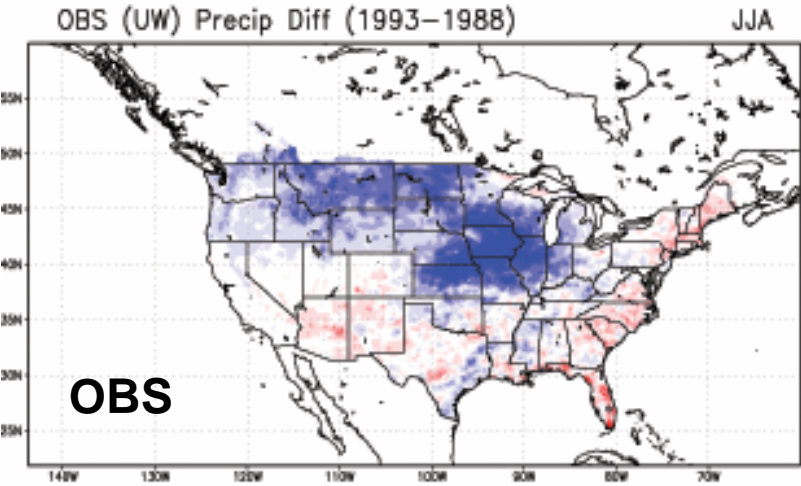 OBS (UW) Precip Diff (1993-1988) JJA
55N
50N
45N
40N
35N
30N
25N
OBS
140W 130W 120W 110W 100W 90W 80W 70W